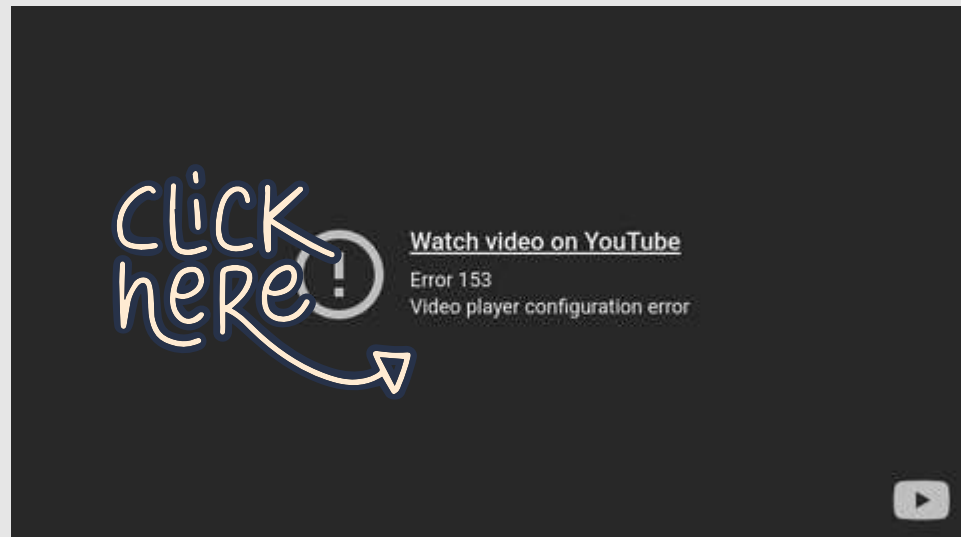 CLiCK
heRe
Watch video on YouTube
Error 153
Video player configuration error